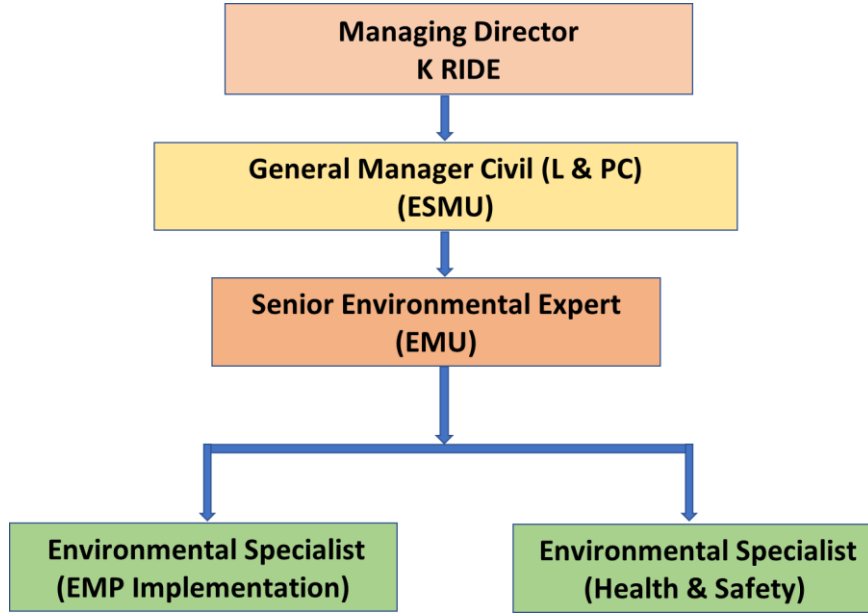 Managing Director
K RIDE
General Manager Civil (L & PC)
(ESMU)
Senior Environmental Expert
(EMU)
Environmental Specialist
(EMP Implementation)
Environmental Specialist
(Health & Safety)